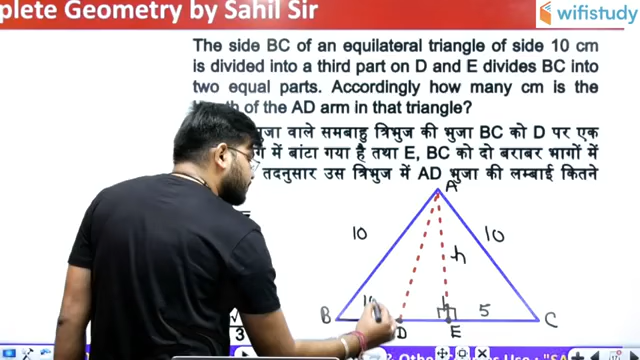 plete Geometry by Sahil Sir
wifistudy
The side BC of an equilateral triangle of side 10 cm
is divided into a third part on D and E divides BC into
two equal parts. Accordingly how many cm is the
of the AD arm in that triangle?
वाले समबाहु त्रिभुज की भुजा BC को D पर एक
में बांटा गया है तथा E, BC को दो बराबर भागों में
तदनुसार उस त्रिभुज में AD भुजा की लम्बाई कितने
A
10
10
h
5
B
D
E
C
3